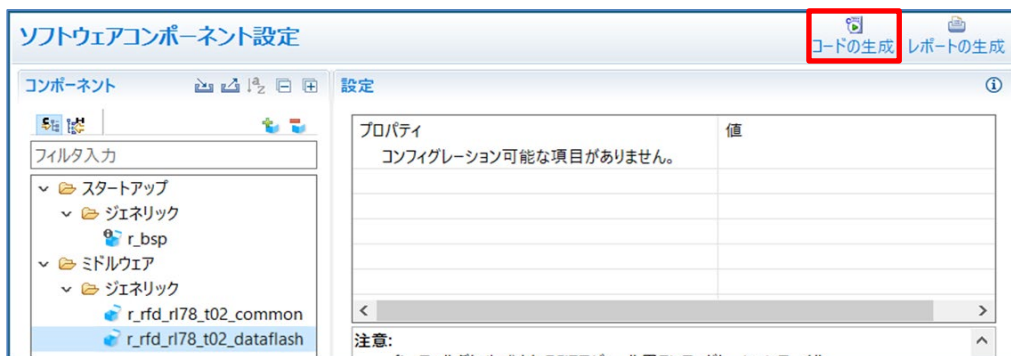 ソフトウェアコンポーネント設定
コードの生成 レポートの生成
コンポーネント
設定
フィルタ入力
スタートアップ
ジェネリック
r_bsp
ミドルウェア
ジェネリック
r_rfd_rl78_t02_common
r_rfd_rl78_t02_dataflash
プロパティ 値
コンフィグレーション可能な項目がありません。
注意: